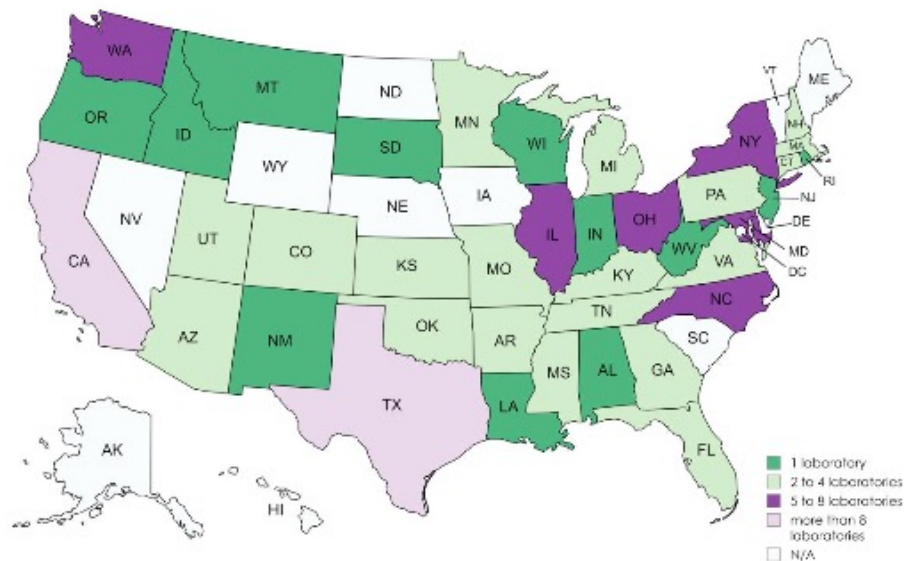 WA
MT
ND
ME
VT
OR
ID
MN
NH
SD
WI
NY
MA
WY
MI
CT
RI
IA
PA
NJ
NE
NV
OH
DE
IL
IN
UT
CO
WV
MD
CA
KS
MO
VA
DC
KY
NC
TN
OK
AZ
NM
AR
SC
MS
AL
GA
TX
LA
AK
FL
HI
1 laboratory
2 to 4 laboratories
5 to 8 laboratories
more than 8
laboratories
N/A